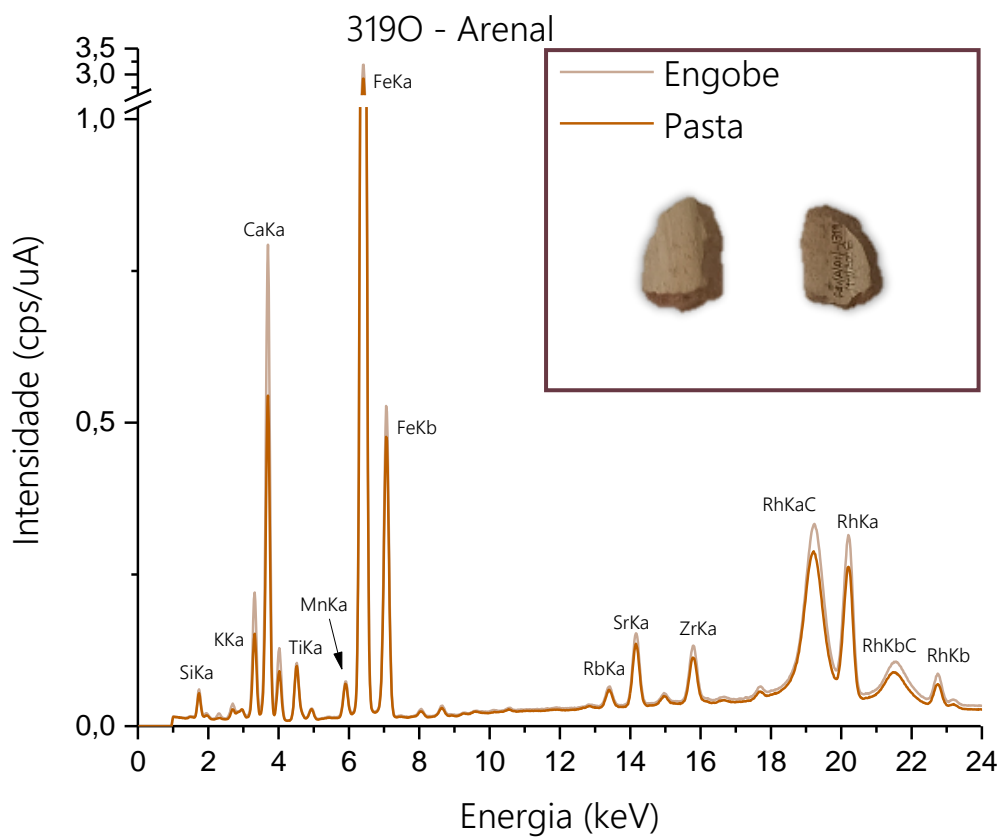 319O - Arenal
3,5
3,0
1,0
0,5
0,0
Intensidade (cps/uA)
Engobe
Pasta
FeKa
CaKa
FeKb
KKa
SiKa
TiKa
MnKa
RbKa
SrKa
ZrKa
RhKaC
RhKa
RhKbC
RhKb
0 2 4 6 8 10 12 14 16 18 20 22 24
Energia (keV)